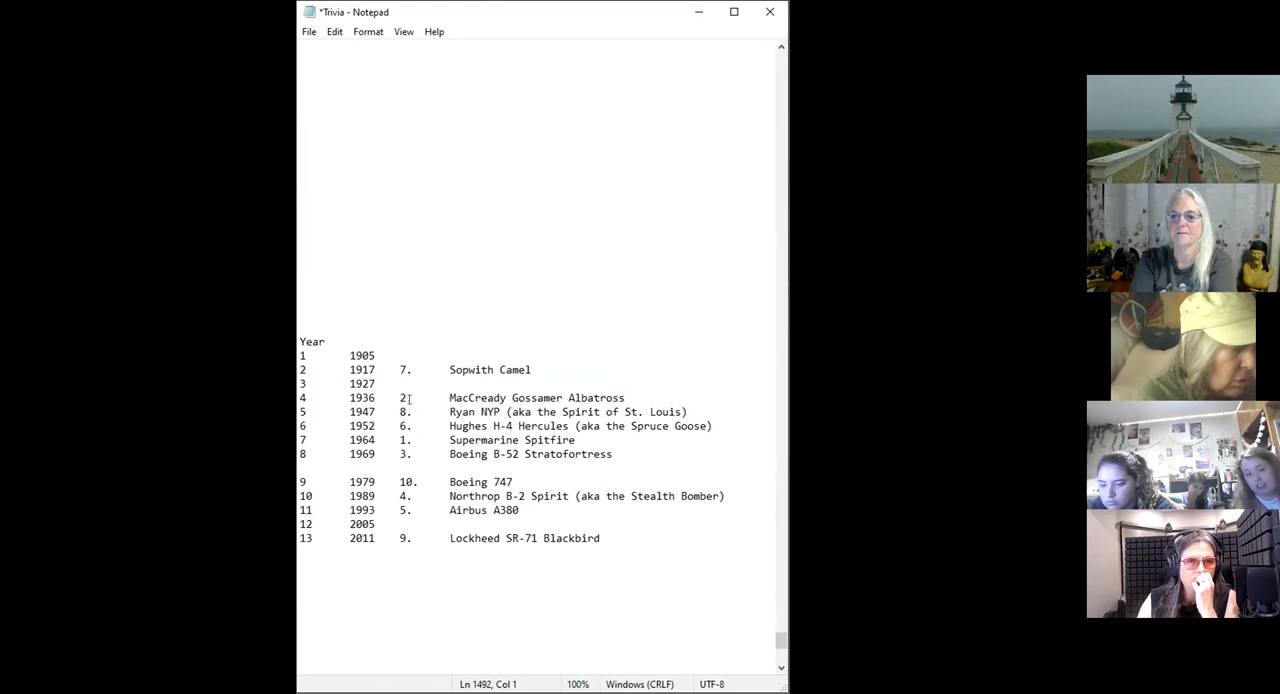 *Trivia - Notepad
File Edit Format View Help
Year
1 1905
2 1917 7. Sopwith Camel
3 1927
4 1936 2. MacCready Gossamer Albatross
5 1947 8. Ryan NYP (aka the Spirit of St. Louis)
6 1952 6. Hughes H-4 Hercules (aka the Spruce Goose)
7 1964 1. Supermarine Spitfire
8 1969 3. Boeing B-52 Stratofortress
9 1979 10. Boeing 747
10 1989 4. Northrop B-2 Spirit (aka the Stealth Bomber)
11 1993 5. Airbus A380
12 2005
13 2011 9. Lockheed SR-71 Blackbird
Ln 1492, Col 1 100% Windows (CRLF) UTF-8